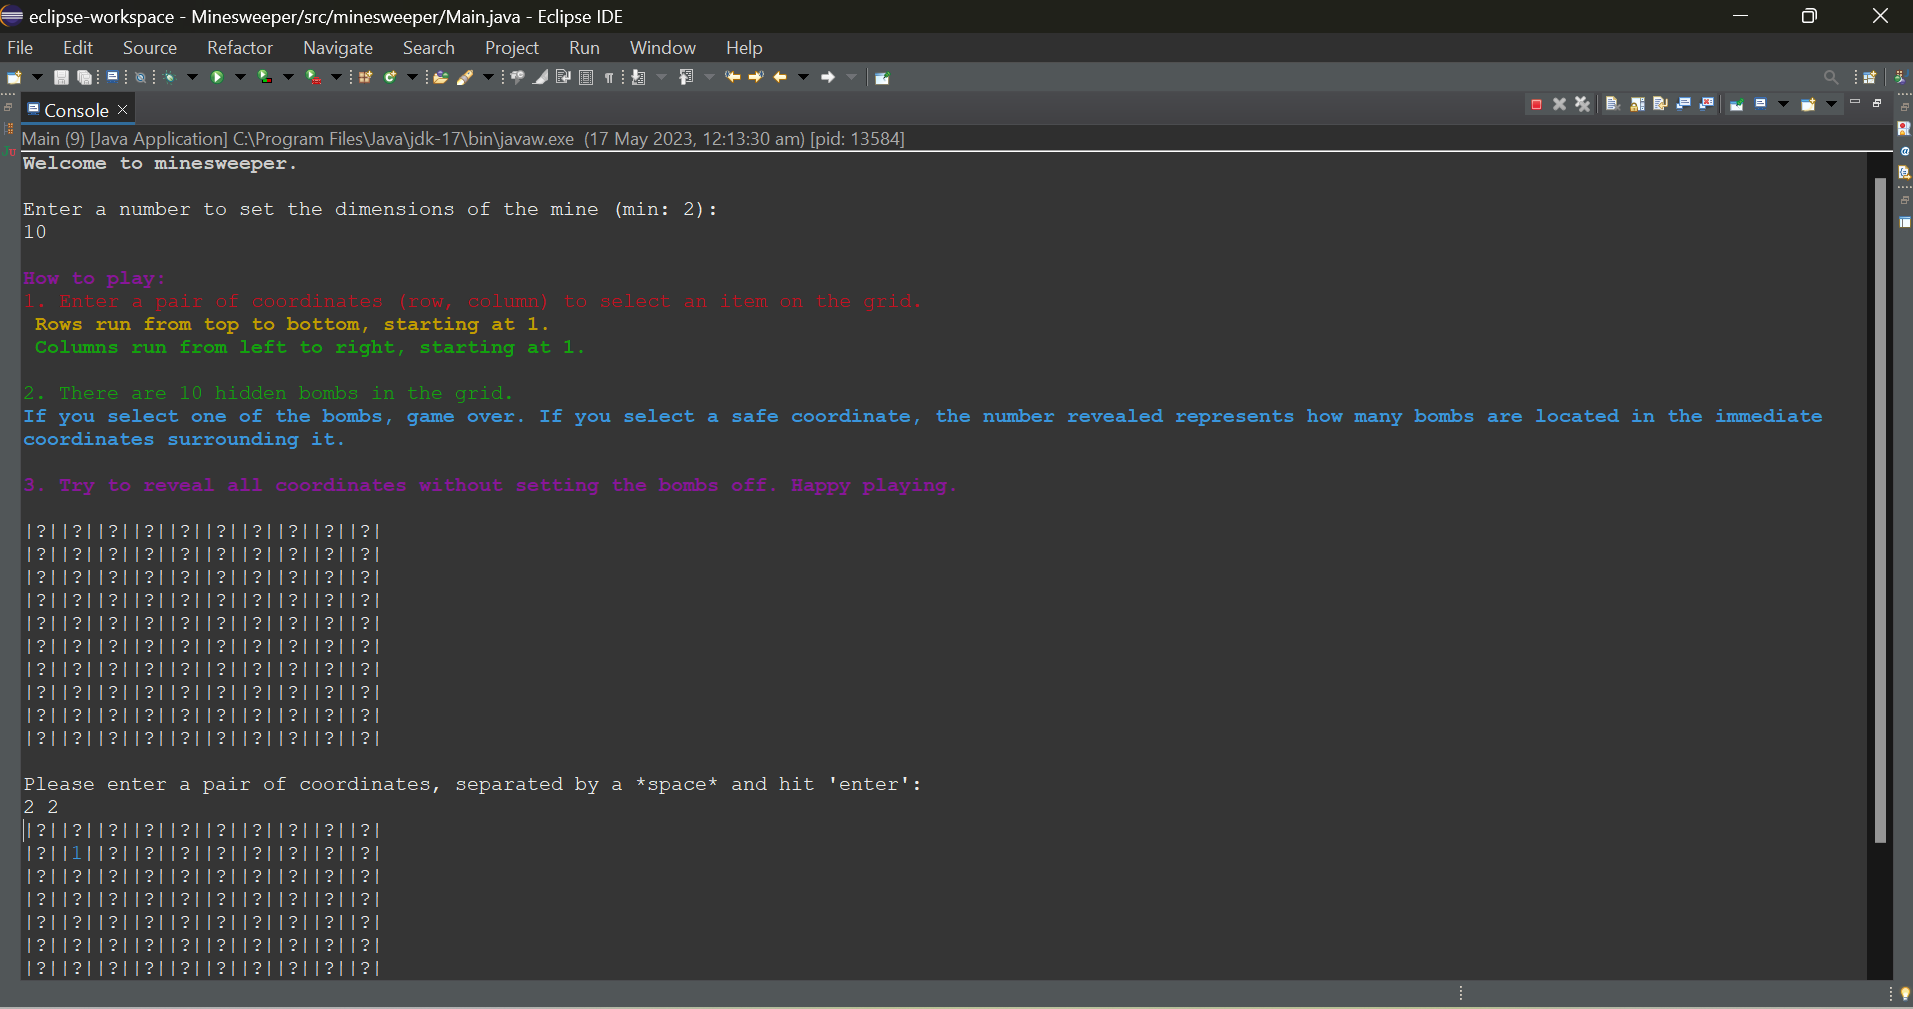 eclipse-workspace - Minesweeper/src/minesweeper/Main.java - Eclipse IDE
File Edit Source Refactor Navigate Search Project Run Window Help
Console
Main (9) [Java Application] C:\Program Files\Java\jdk-17\bin\javaw.exe (17 May 2023, 12:13:30 am) [pid: 13584]
Welcome to minesweeper.
Enter a number to set the dimensions of the mine (min: 2):
10
How to play:
1. Enter a pair of coordinates (row, column) to select an item on the grid.
Rows run from top to bottom, starting at 1.
Columns run from left to right, starting at 1.
2. There are 10 hidden bombs in the grid.
If you select one of the bombs, game over. If you select a safe coordinate, the number revealed represents how many bombs are located in the immediate
coordinates surrounding it.
3. Try to reveal all coordinates without setting the bombs off. Happy playing.
|?||?||?||?||?||?||?||?||?||?|
|?||?||?||?||?||?||?||?||?||?|
|?||?||?||?||?||?||?||?||?||?|
|?||?||?||?||?||?||?||?||?||?|
|?||?||?||?||?||?||?||?||?||?|
|?||?||?||?||?||?||?||?||?||?|
|?||?||?||?||?||?||?||?||?||?|
|?||?||?||?||?||?||?||?||?||?|
|?||?||?||?||?||?||?||?||?||?|
|?||?||?||?||?||?||?||?||?||?|
Please enter a pair of coordinates, separated by a *space* and hit 'enter':
2 2
|?||?||?||?||?||?||?||?||?||?|
|?||1||?||?||?||?||?||?||?||?|
|?||?||?||?||?||?||?||?||?||?|
|?||?||?||?||?||?||?||?||?||?|
|?||?||?||?||?||?||?||?||?||?|
|?||?||?||?||?||?||?||?||?||?|
|?||?||?||?||?||?||?||?||?||?|